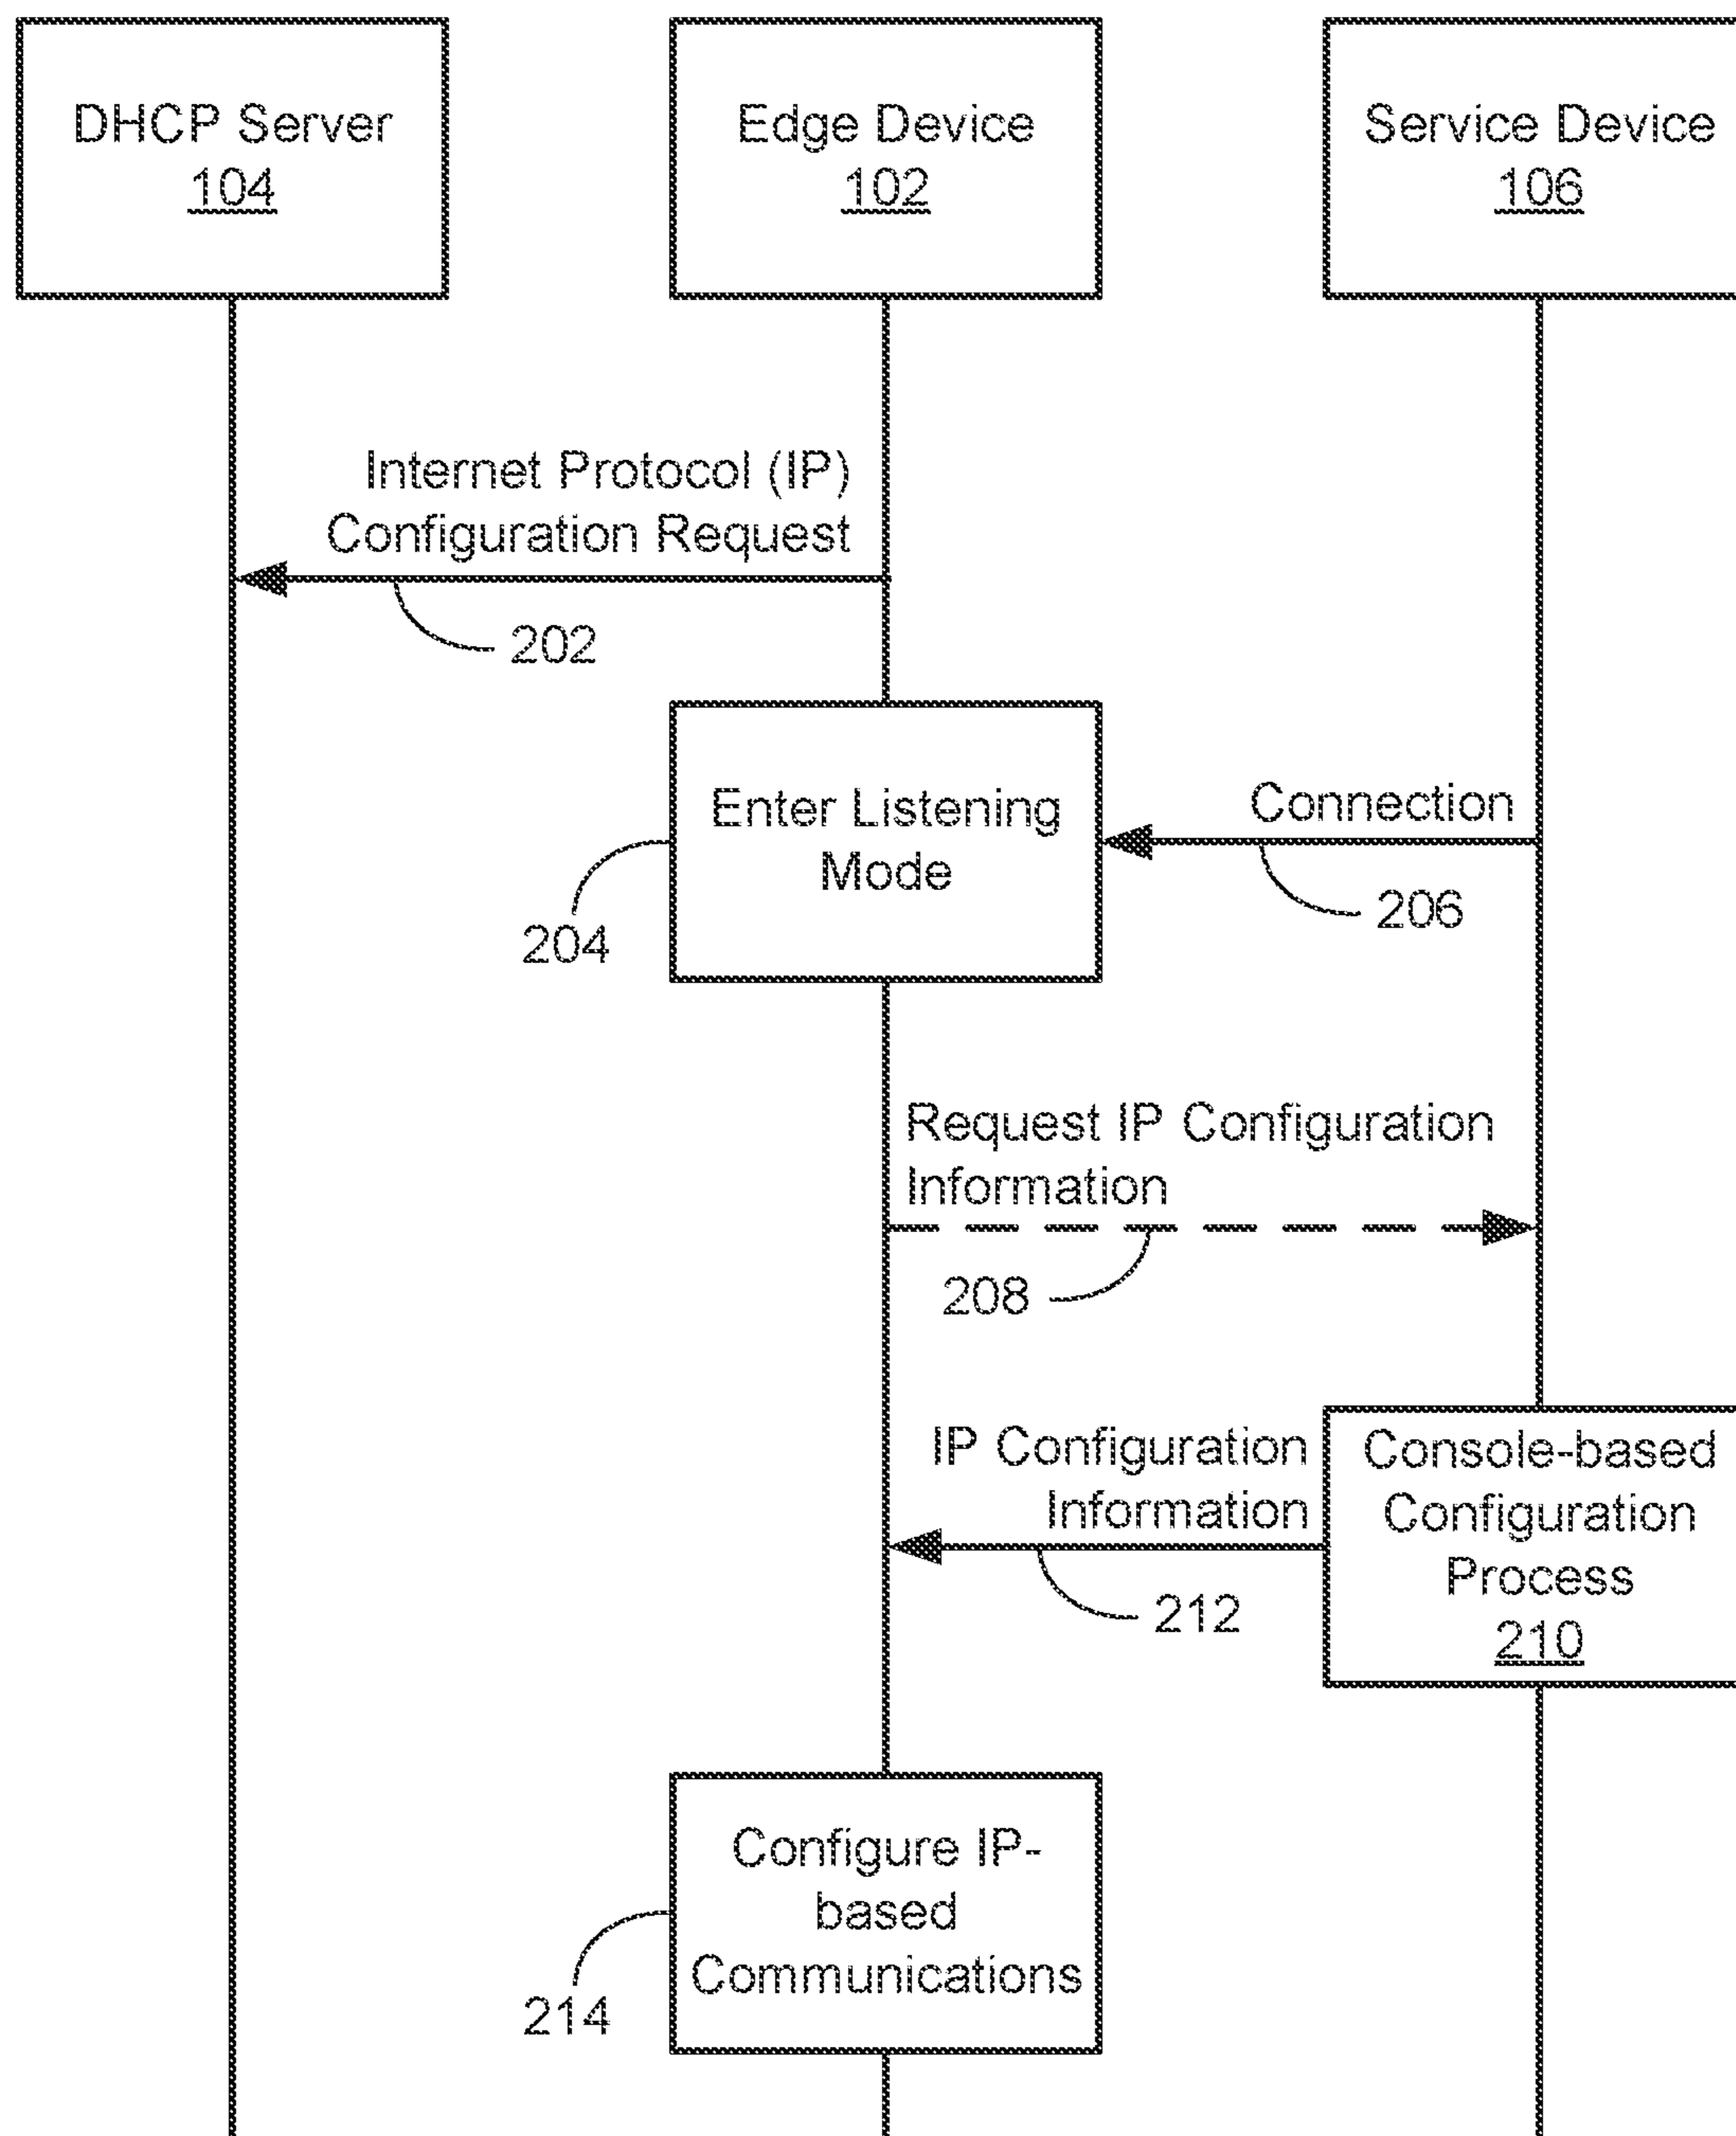 DHCP Server
104
Edge Device
102
Service Device
106
Internet Protocol (IP)
Configuration Request
202
Enter Listening
Mode
204
Connection
206
Request IP Configuration
Information
208
IP Configuration
Information
212
Console-based
Configuration
Process
210
Configure IP-
based
Communications
214